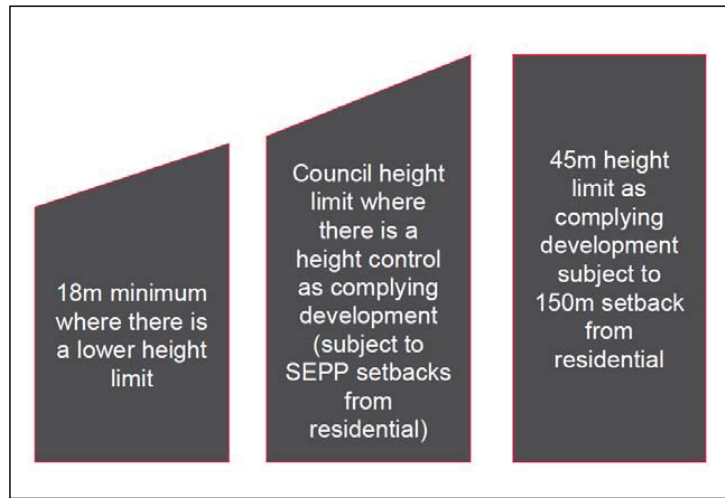 18m minimum
where there is
a lower height
limit
Council height
limit where
there is a
height control
as complying
development
(subject to
SEPP setbacks
from
residential)
45m height
limit as
complying
development
subject to
150m setback
from
residential